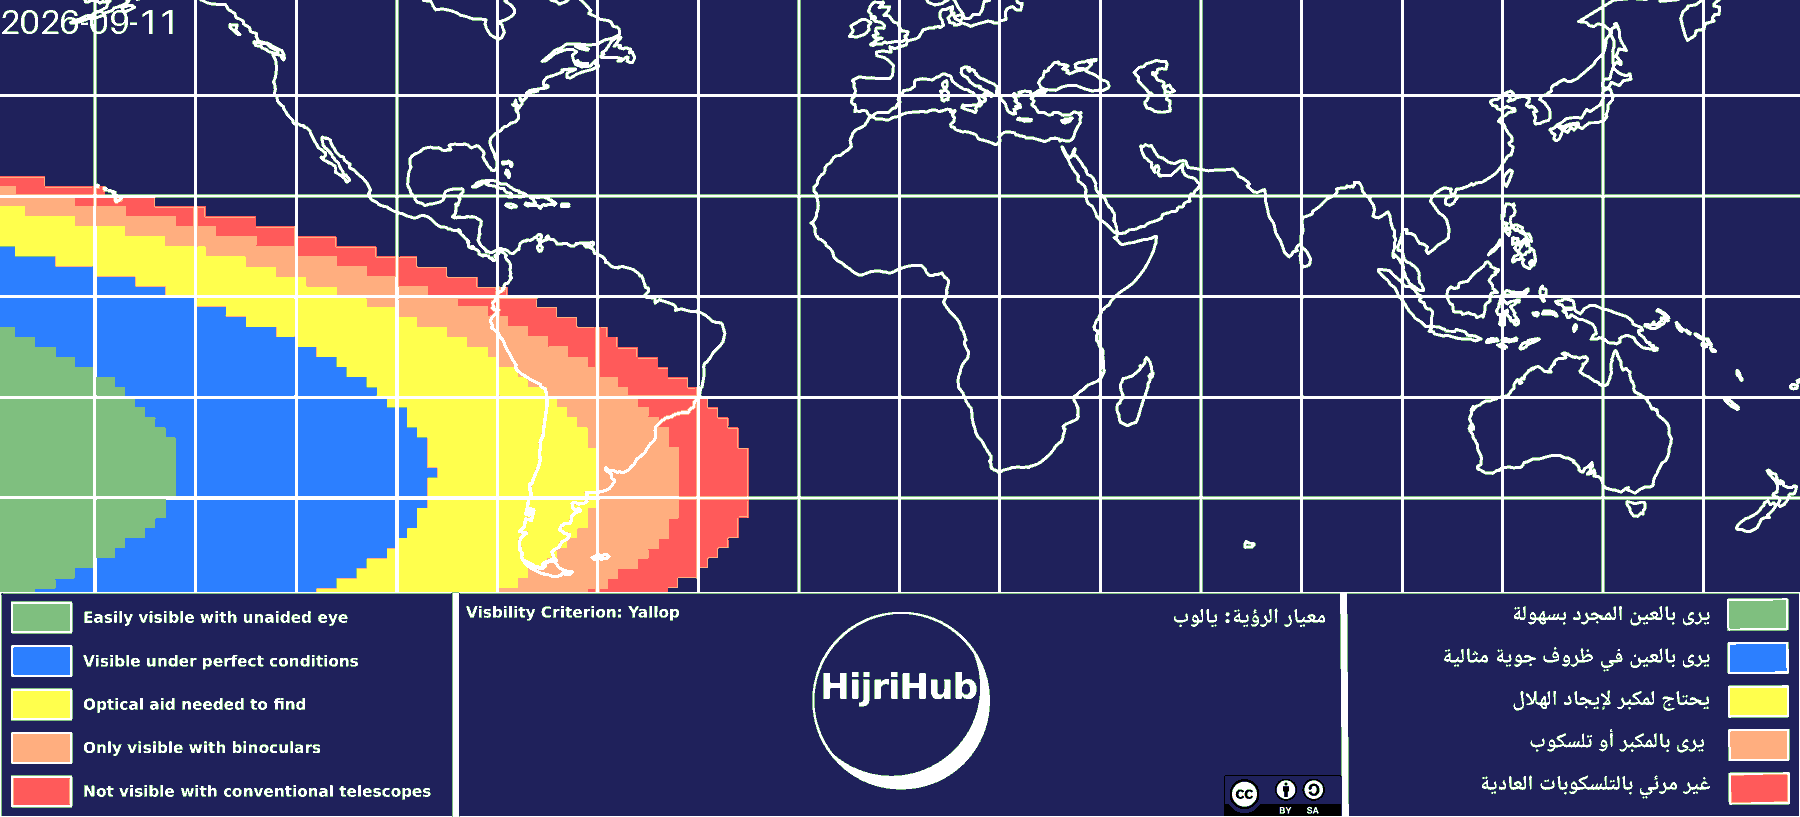 2026-09-11
Easily visible with unaided eye
Visible under perfect conditions
Optical aid needed to find
Only visible with binoculars
Not visible with conventional telescopes
Visbility Criterion: Yallop
معيار الرؤية: يالوب
HijriHub
cc
BY SA
يرى بالعين المجرد بسهولة
يرى بالعين في ظروف جوية مثالية
يحتاج لمكبر لإيجاد الهلال
يرى بالمكبر أو تلسكوب
غير مرئي بالتلسكوبات العادية